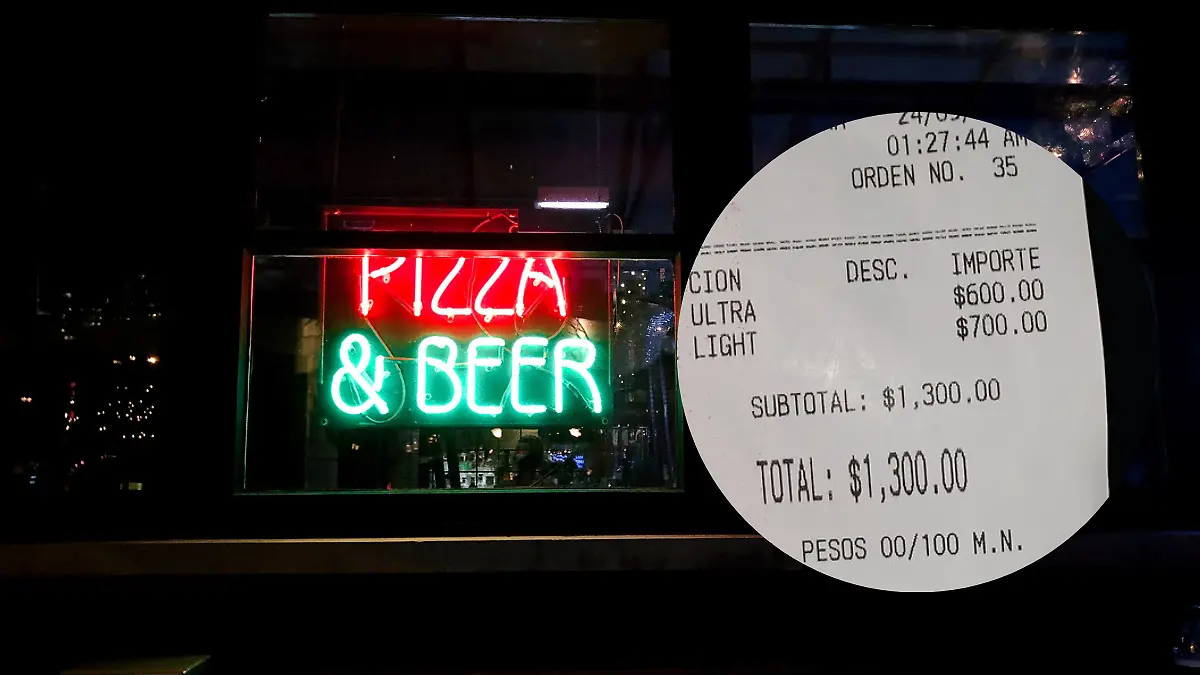 PIZZA
& BEER
01:27:44 AM
ORDEN NO. 35
CION DESC. IMPORTE
ULTRA $600.00
LIGHT $700.00
SUBTOTAL: $1,300.00
TOTAL: $1,300.00
PESOS 00/100 M.N.